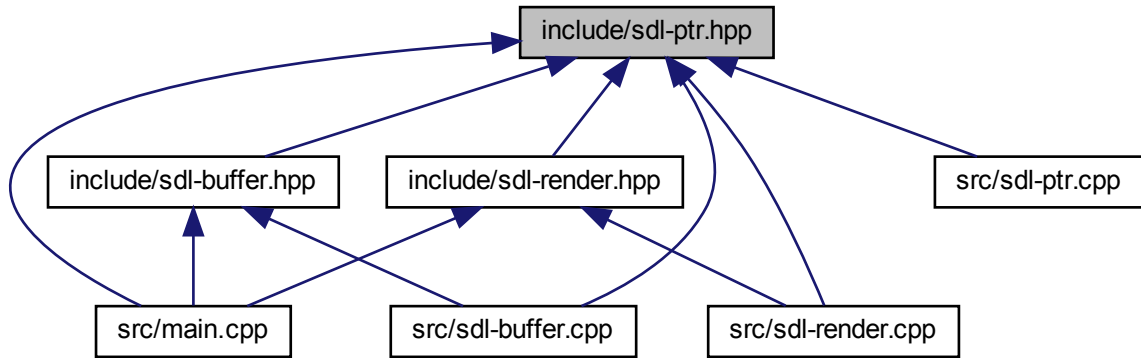 include/sdl-ptr.hpp
include/sdl-buffer.hpp
include/sdl-render.hpp
src/sdl-ptr.cpp
src/main.cpp
src/sdl-buffer.cpp
src/sdl-render.cpp